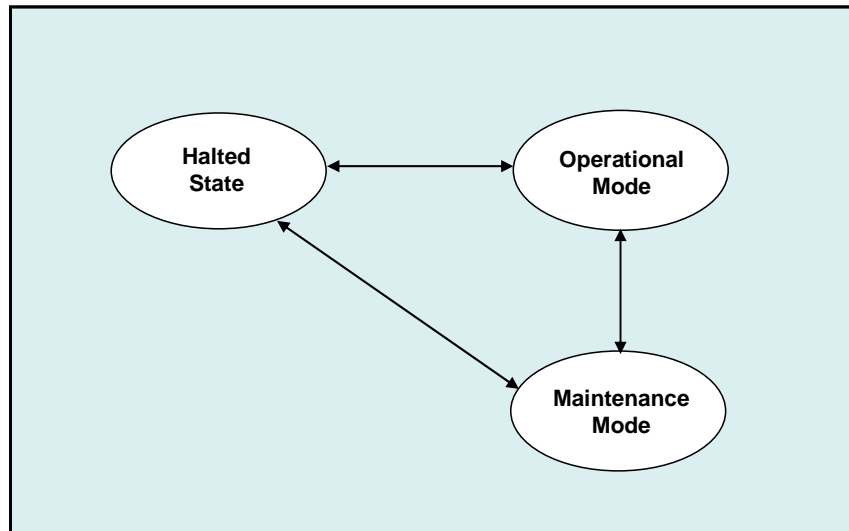 Halted
State
Operational
Mode
Maintenance
Mode